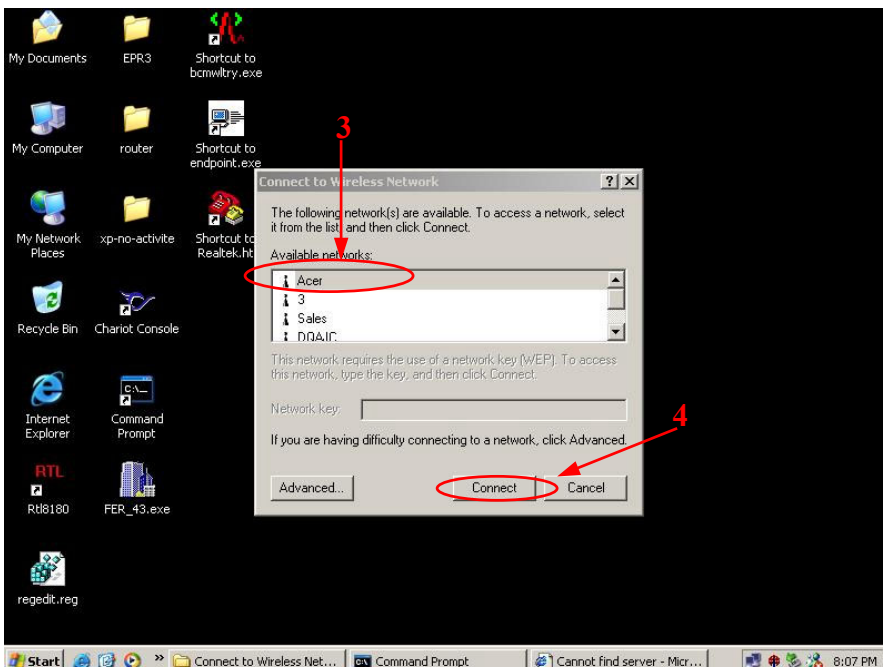 My Documents
EPR3
Shortcut to
bcmwltry.exe
My Computer
router
Shortcut to
endpoint.exe
3
My Network
Places
xp-no-activite
Shortcut to
Realtek.ht
Recycle Bin
Chariot Console
Internet
Explorer
C:\_
Command
Prompt
RTL
Rtl8180
FER_43.exe
regedit.reg
Connect to Wireless Network
The following network(s) are available. To access a network, select
it from the list, and then click Connect.
Available networks:
Acer
3
Sales
This network requires the use of a network key (WEP). To access
this network, type the key, and then click Connect.
Network key:
4
If you are having difficulty connecting to a network, click Advanced.
Advanced...
Connect
Cancel
Start
»
Connect to Wireless Net...
Command Prompt
Cannot find server - Micr...
8:07 PM